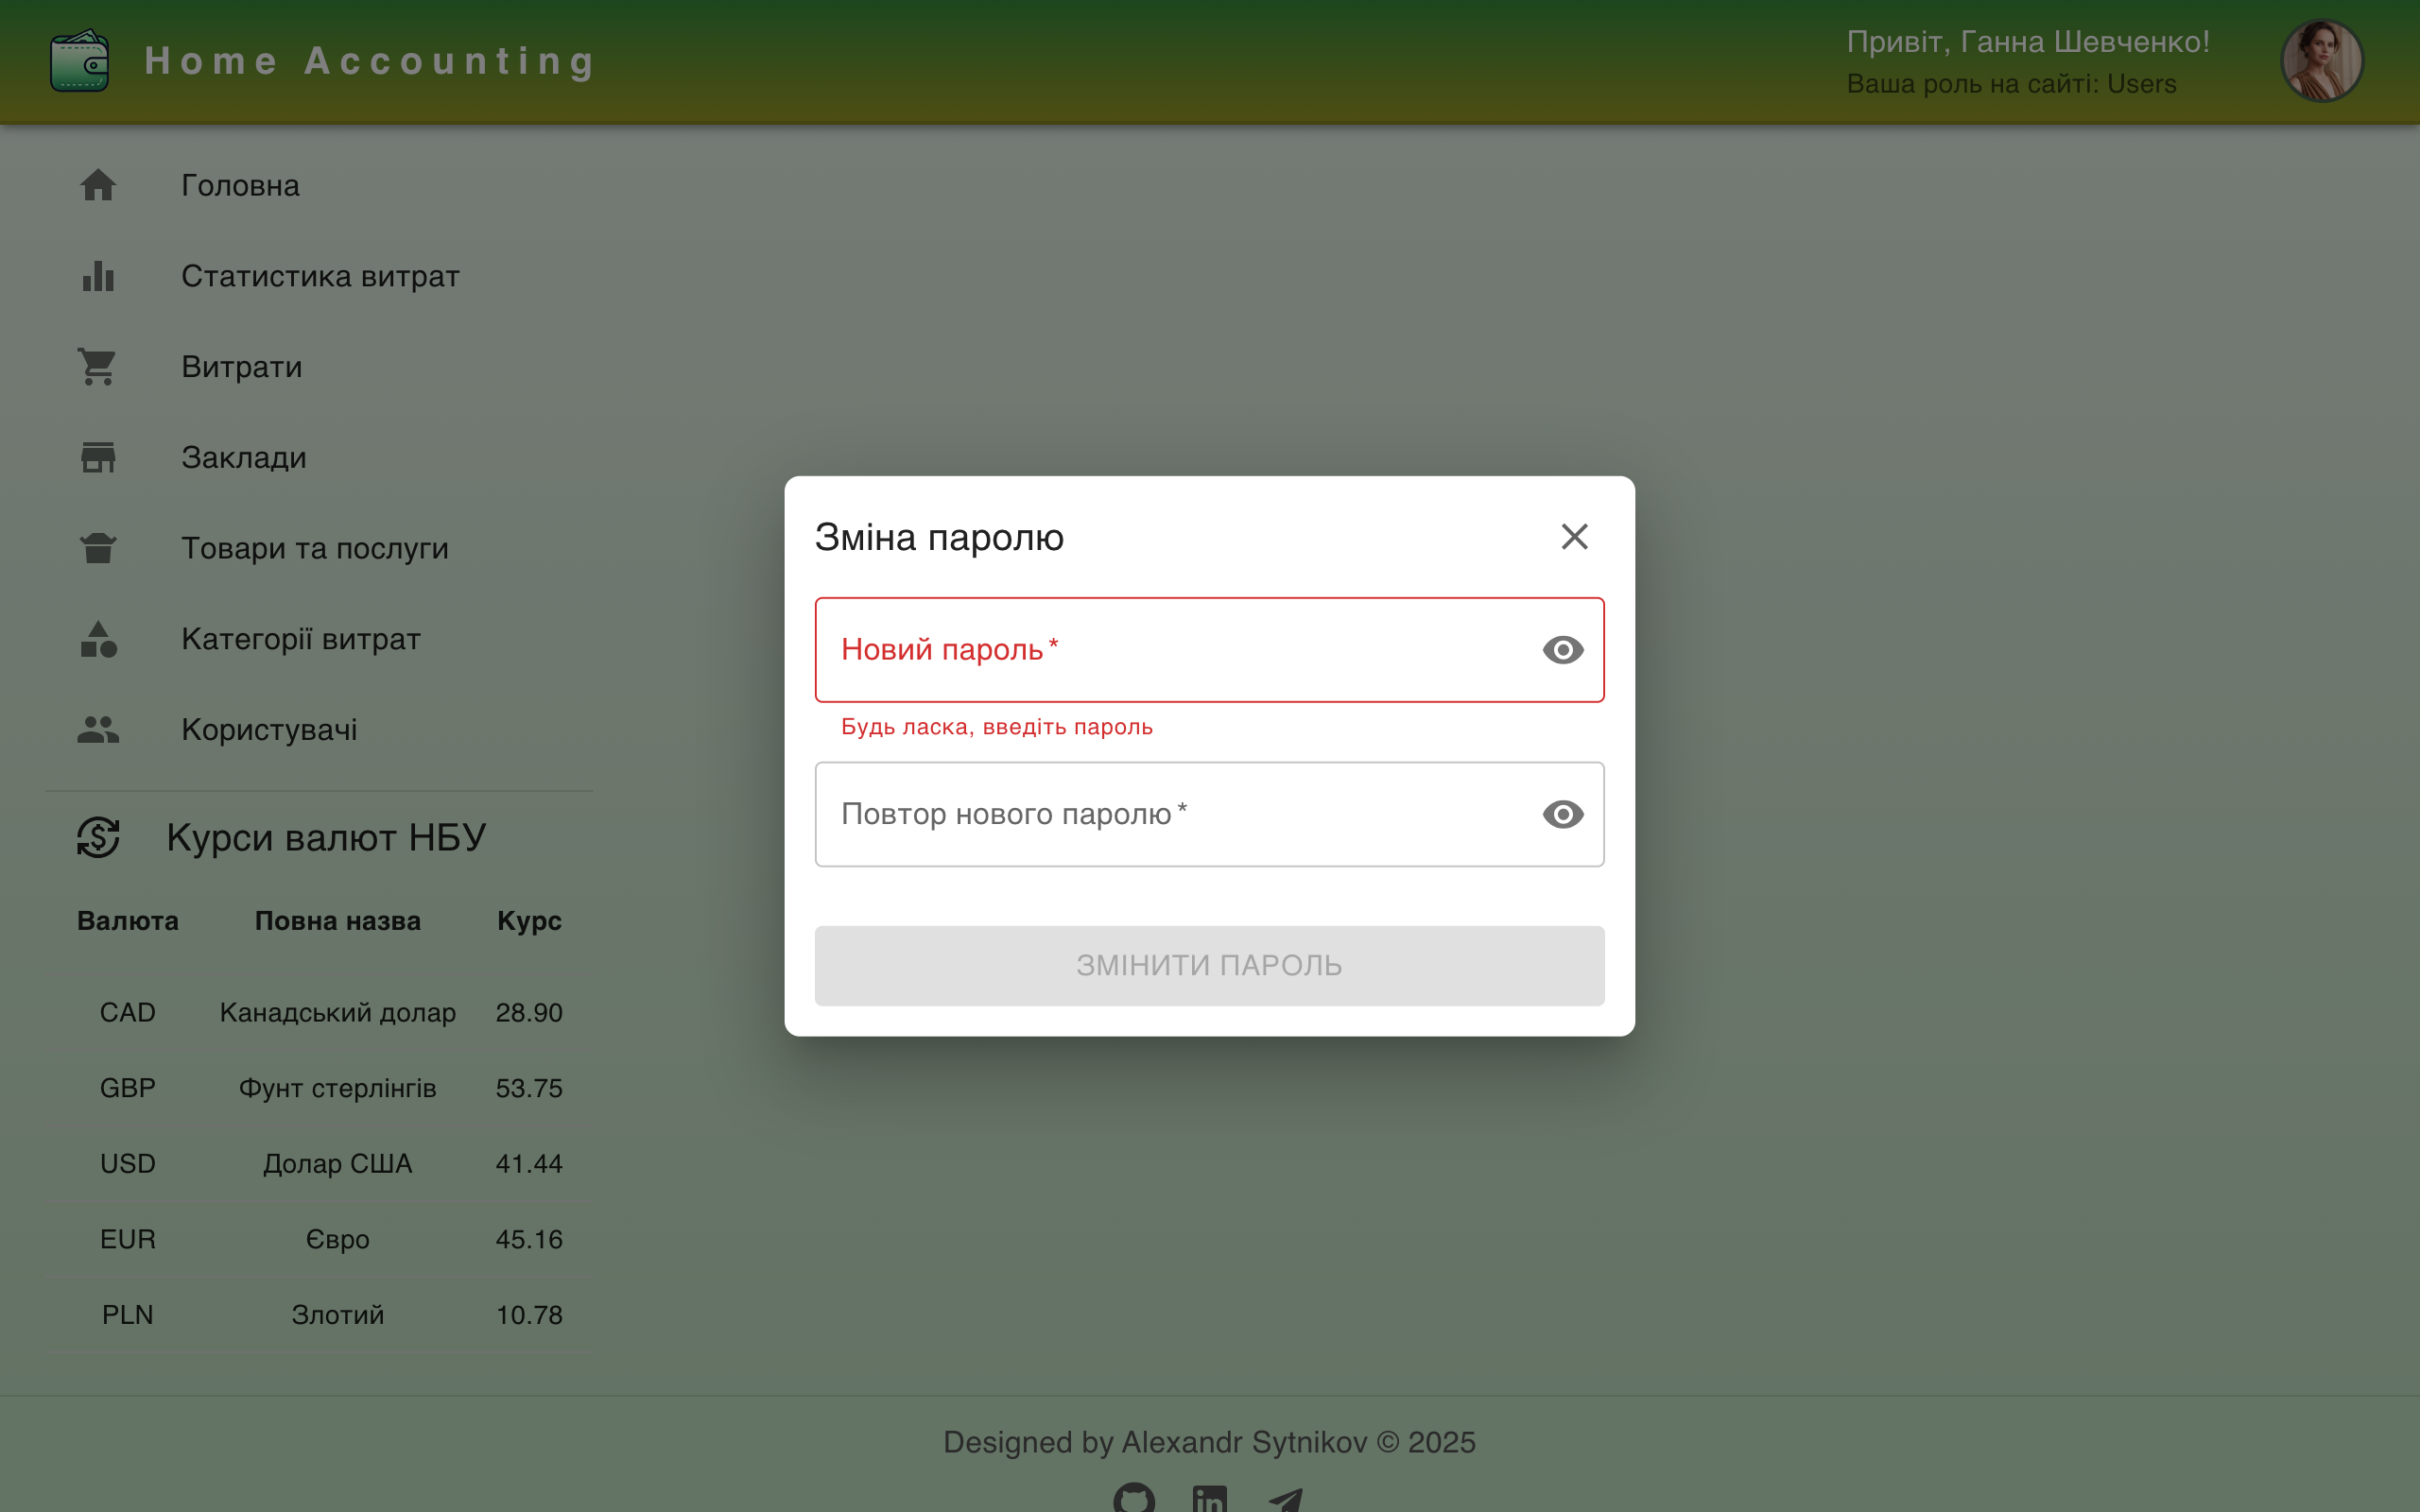 Home Accounting
Привіт, Ганна Шевченко!
Ваша роль на сайті: Users
Головна
Статистика витрат
Витрати
Заклади
Товари та послуги
Категорії витрат
Користувачі
Курси валют НБУ
Валюта Повна назва Курс
CAD Канадський долар 28.90
GBP Фунт стерлінгів 53.75
USD Долар США 41.44
EUR Євро 45.16
PLN Злотий 10.78
Зміна паролю
Новий пароль *
Будь ласка, введіть пароль
Повтор нового паролю *
ЗМІНИТИ ПАРОЛЬ
Designed by Alexandr Sytnikov © 2025